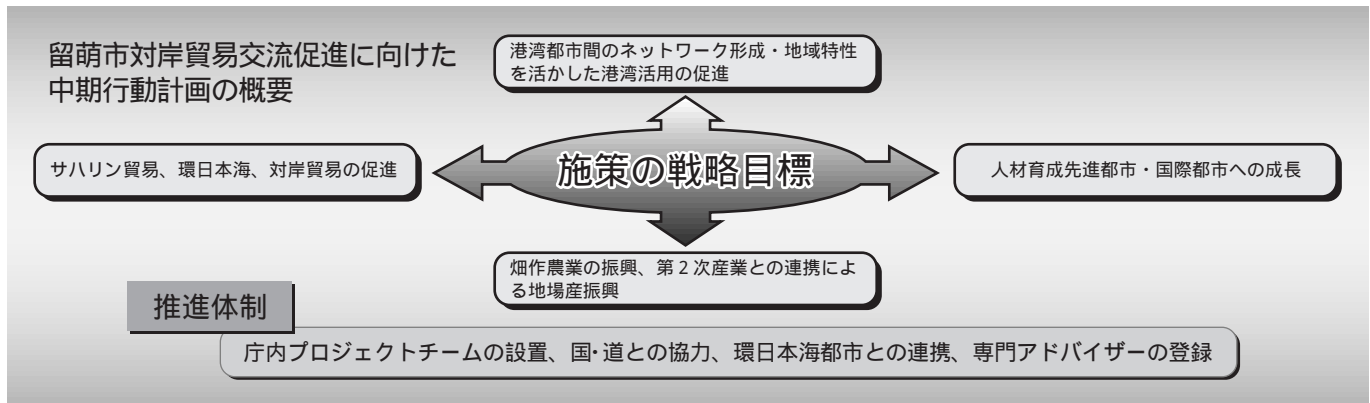 留萌市対岸貿易交流促進に向けた
中期行動計画の概要
港湾都市間のネットワーク形成・地域特性
を活かした港湾活用の促進
サハリン貿易、環日本海、対岸貿易の促進
施策の戦略目標
人材育成先進都市・国際都市への成長
畑作農業の振興、第2次産業との連携によ
る地場産振興
推進体制
庁内プロジェクトチームの設置、国・道との協力、環日本海都市との連携、専門アドバイザーの登録